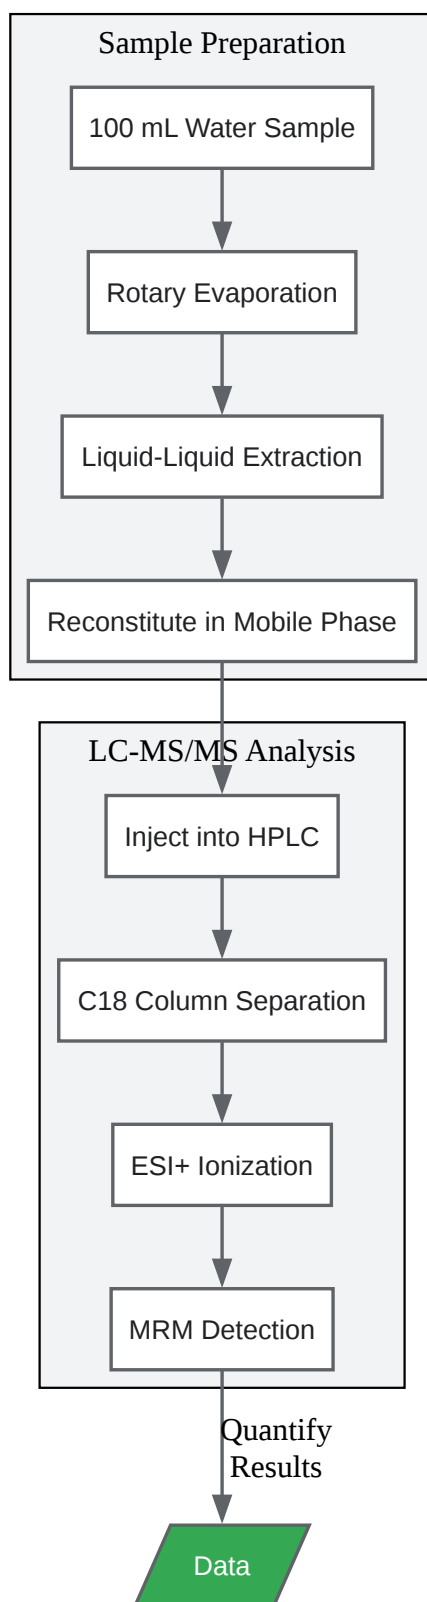 Sample Preparation
100 mL Water Sample
Rotary Evaporation
Liquid-Liquid Extraction
Reconstitute in Mobile Phase
LC-MS/MS Analysis
Inject into HPLC
C18 Column Separation
ESI+ Ionization
MRM Detection
Quantify
Results
Data